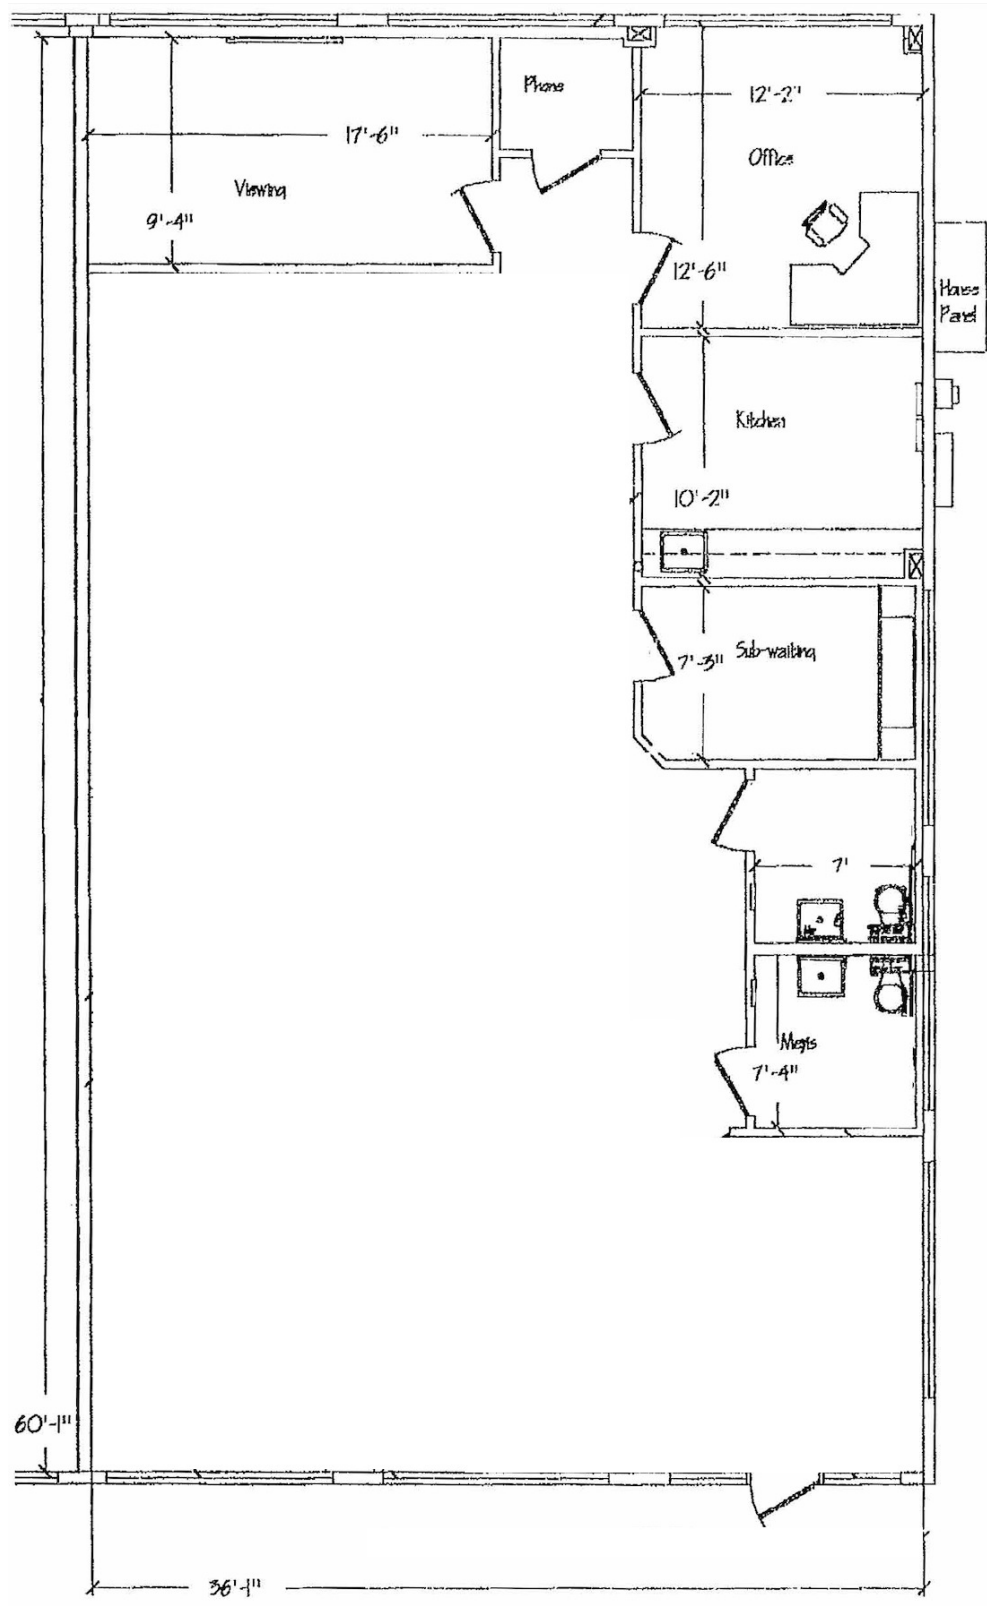 Phone
12'-2"
17'-6"
Office
Viewing
9'-4"
12'-6"
House
Panel
Kitchen
10'-2"
Sub-waiting
7'-3"
7'
Men's
7'-4"
60'-1"
36'-1"